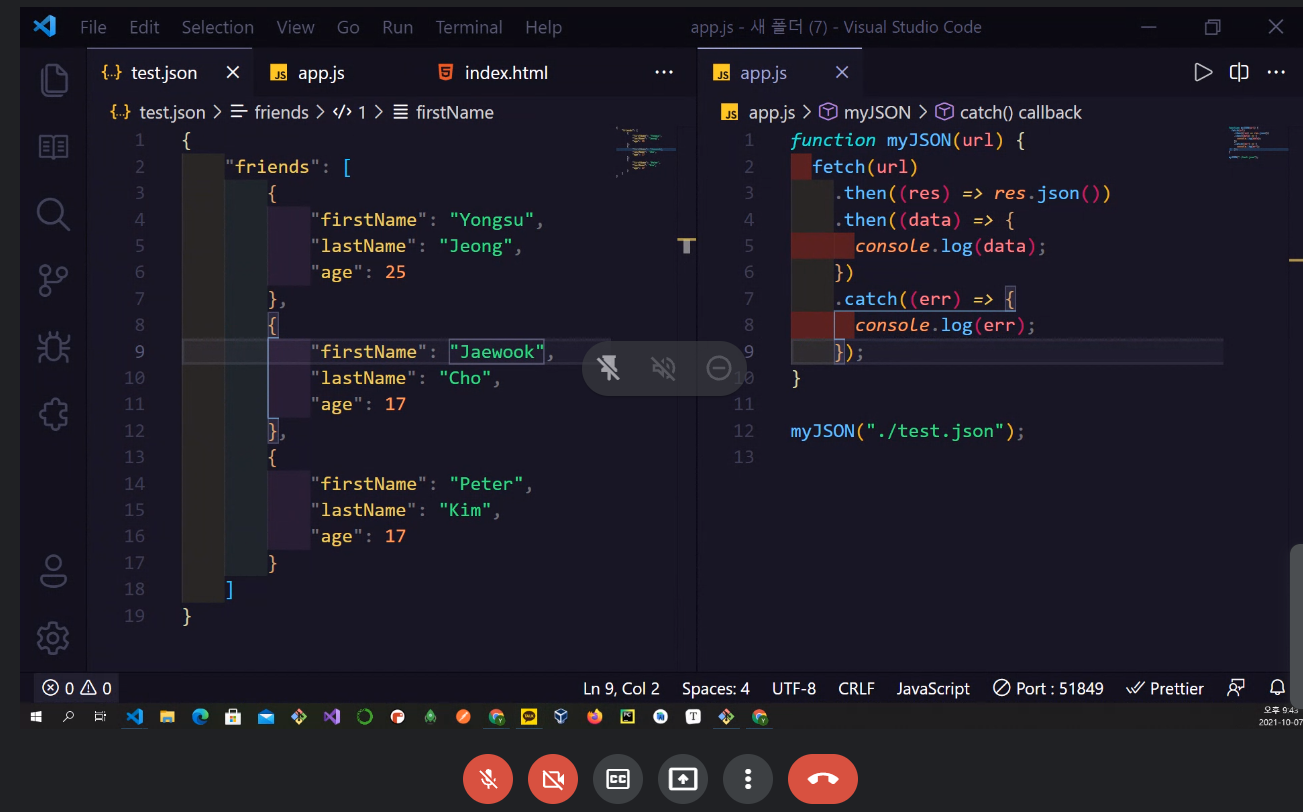 File Edit Selection View Go Run Terminal Help app.js - 새 폴더 (7) - Visual Studio Code
{..} test.json JS app.js index.html ···
{..} test.json > friends > 1 > firstName
1 {
2 "friends": [
3 {
4 "firstName": "Yongsu",
5 "lastName": "Jeong",
6 "age": 25
7 },
8 {
9 "firstName": "Jaewook",
10 "lastName": "Cho",
11 "age": 17
12 },
13 {
14 "firstName": "Peter",
15 "lastName": "Kim",
16 "age": 17
17 }
18 ]
19 }
JS app.js ···
JS app.js > myJSON > catch() callback
1 function myJSON(url) {
2 fetch(url)
3 .then((res) => res.json())
4 .then((data) => {
5 console.log(data);
6 })
7 .catch((err) => {
8 console.log(err);
9 });
10 }
11
12 myJSON("./test.json");
13
0 0 Ln 9, Col 2 Spaces: 4 UTF-8 CRLF JavaScript Port : 51849 Prettier
오후 9:43
2021-10-07
CC